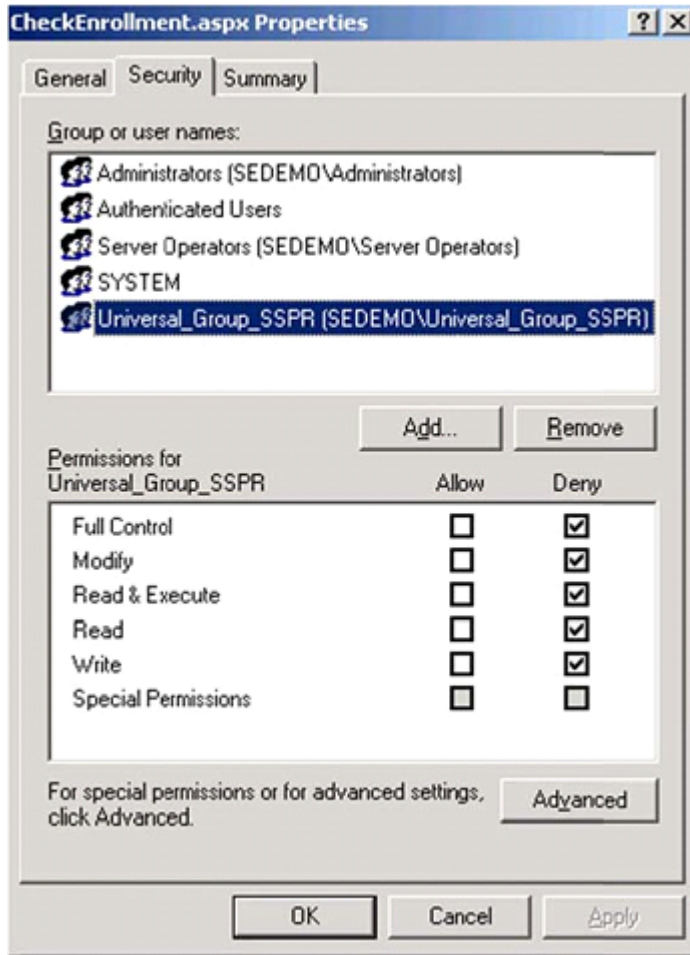 CheckEnrollment.aspx Properties
General Security Summary
Group or user names:
Administrators (SEDEMO\Administrators)
Authenticated Users
Server Operators (SEDEMO\Server Operators)
SYSTEM
Universal_Group_SSPR (SEDEMO\Universal_Group_SSPR)
Add... Remove
Permissions for
Universal_Group_SSPR Allow Deny
Full Control
Modify
Read & Execute
Read
Write
Special Permissions
For special permissions or for advanced settings,
click Advanced.
Advanced
OK Cancel Apply